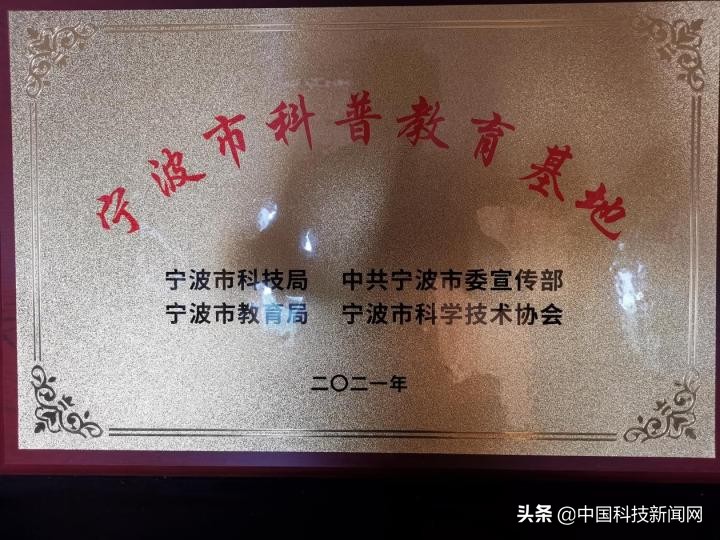 宁波市科普教育基地
宁波市科技局 中共宁波市委宣传部
宁波市教育局 宁波市科学技术协会
二〇二一年
头条 @中国科技新闻网